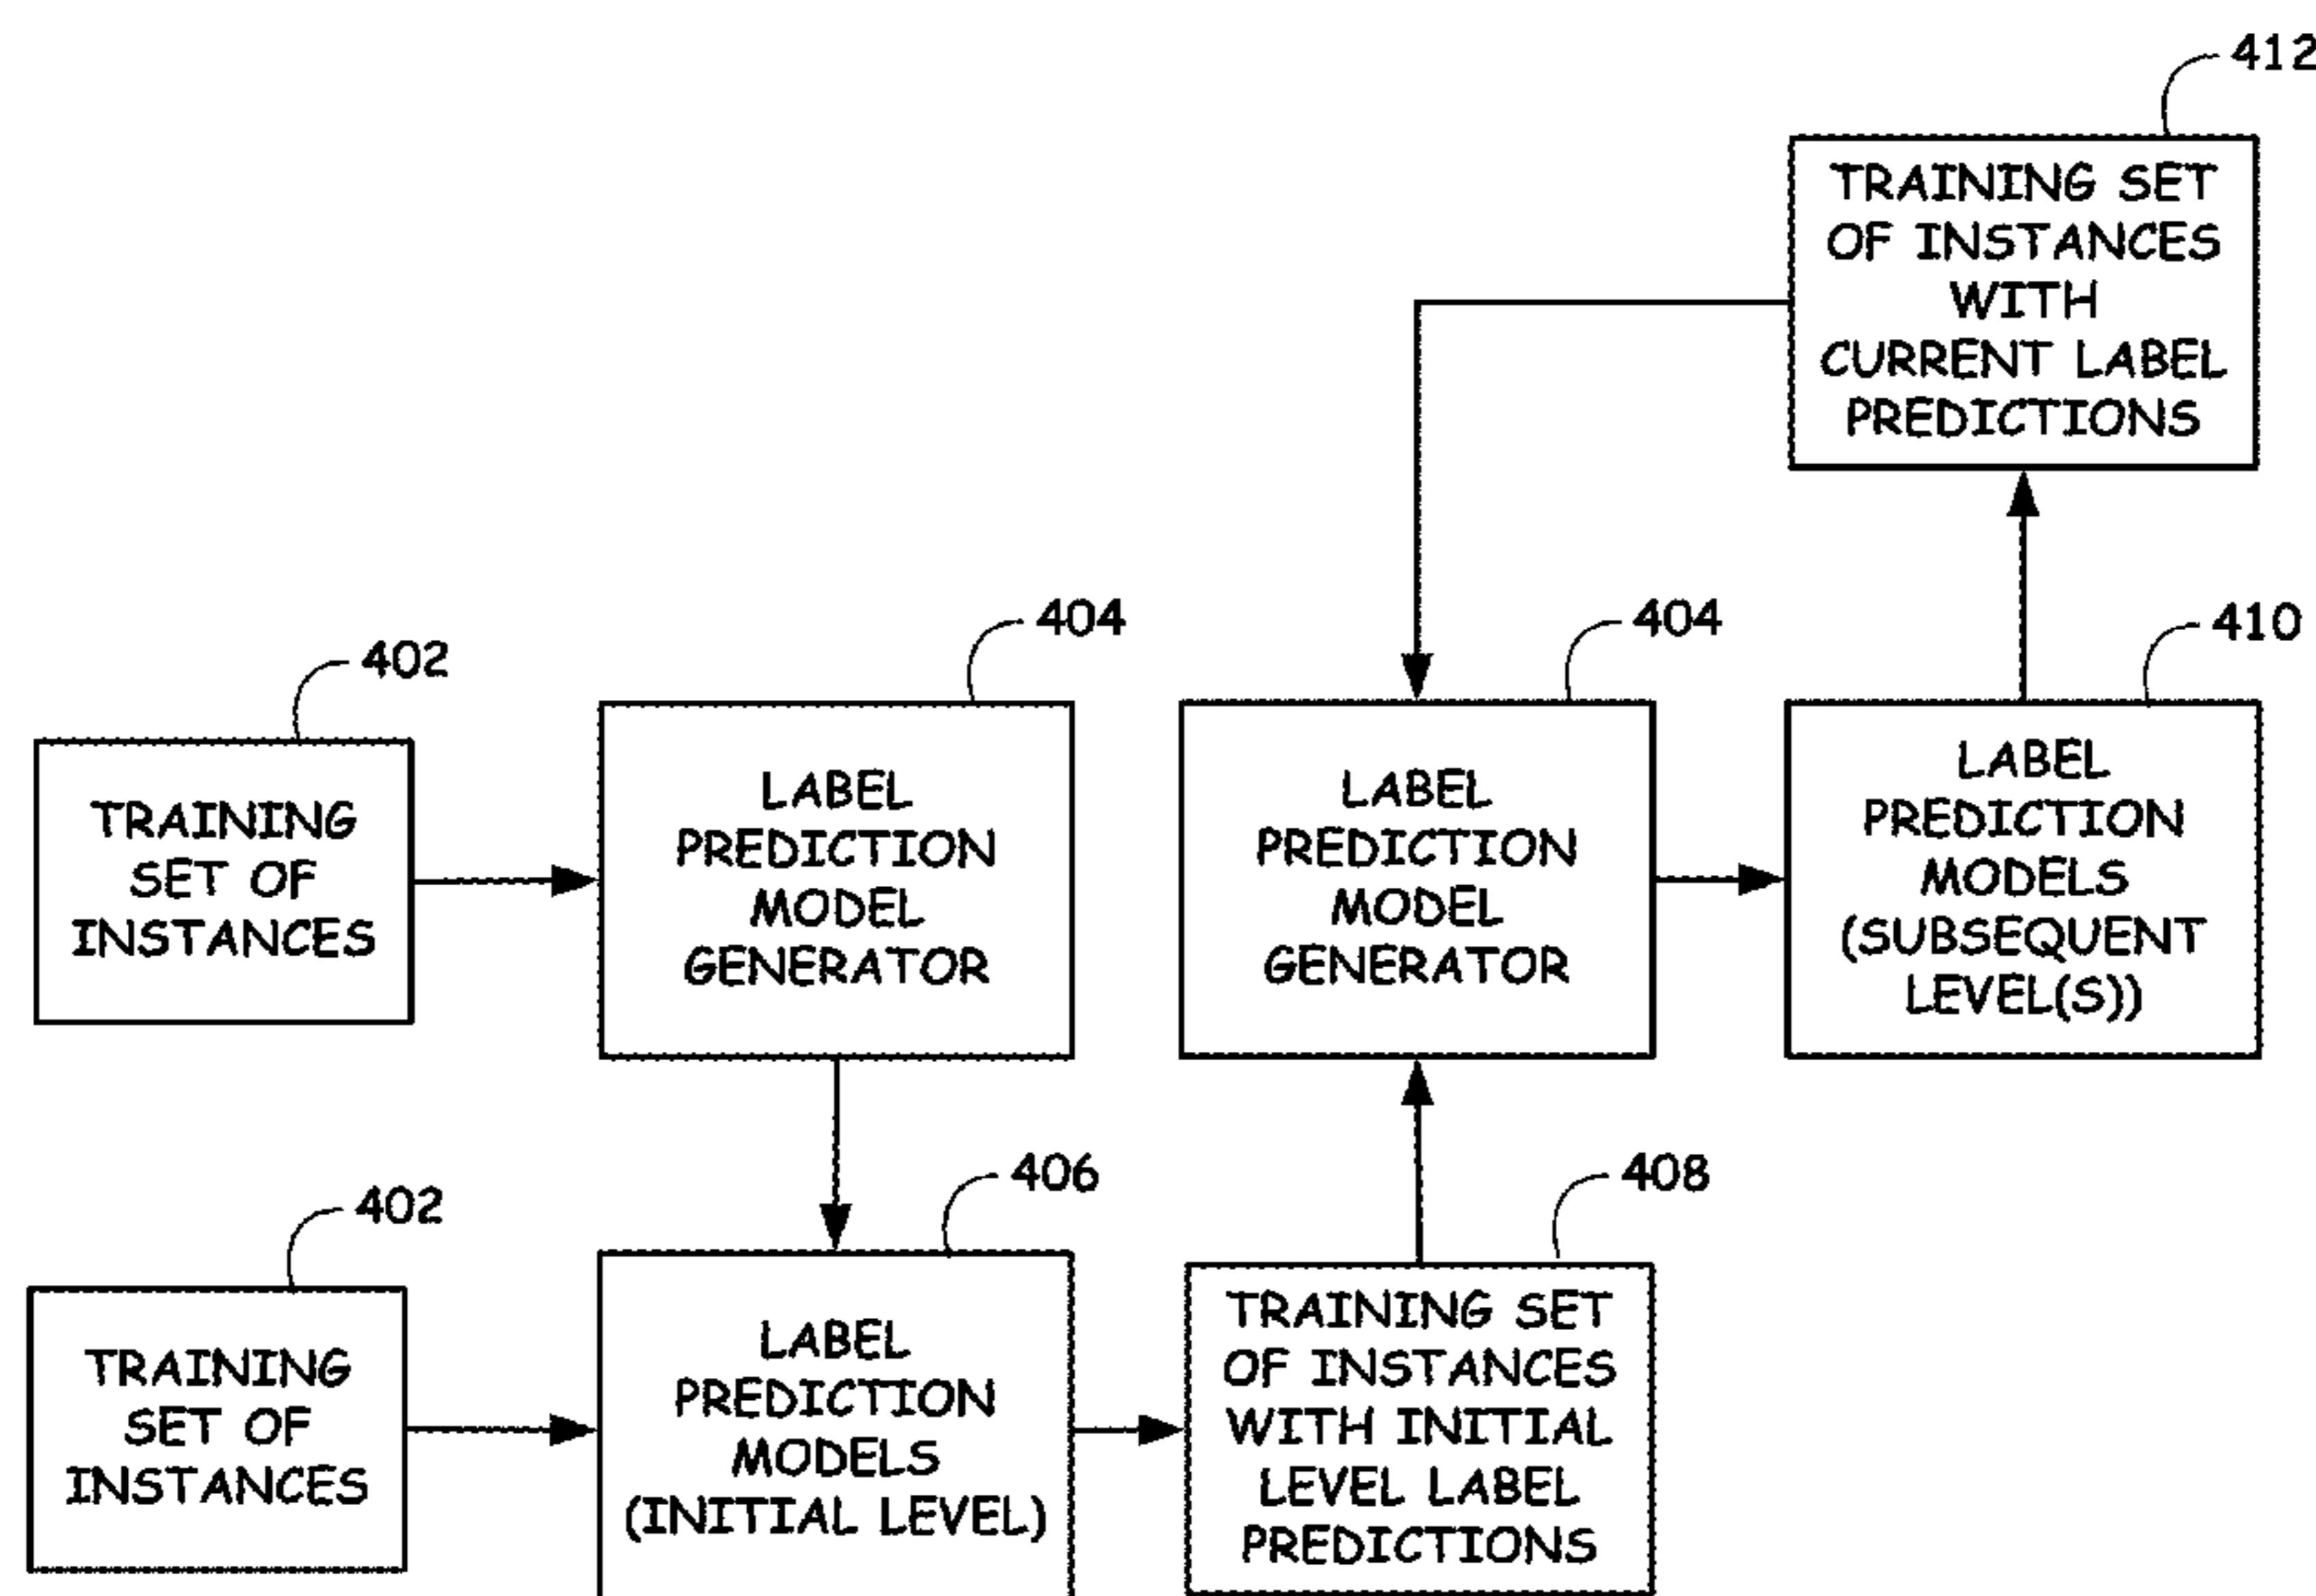 412
TRAINING SET
OF INSTANCES
WITH
CURRENT LABEL
PREDICTIONS
402
TRAINING
SET OF
INSTANCES
404
LABEL
PREDICTION
MODEL
GENERATOR
404
LABEL
PREDICTION
MODEL
GENERATOR
410
LABEL
PREDICTION
MODELS
(SUBSEQUENT
LEVEL(S))
402
TRAINING
SET OF
INSTANCES
406
LABEL
PREDICTION
MODELS
(INITIAL LEVEL)
408
TRAINING SET
OF INSTANCES
WITH INITIAL
LEVEL LABEL
PREDICTIONS